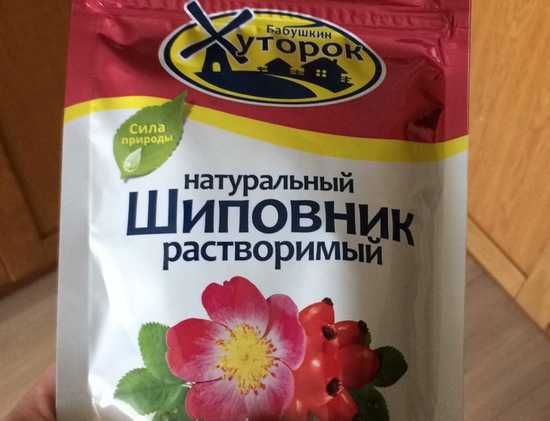 Бабушкин
Хуторок
Сила
природы
натуральный
Шиповник
растворимый